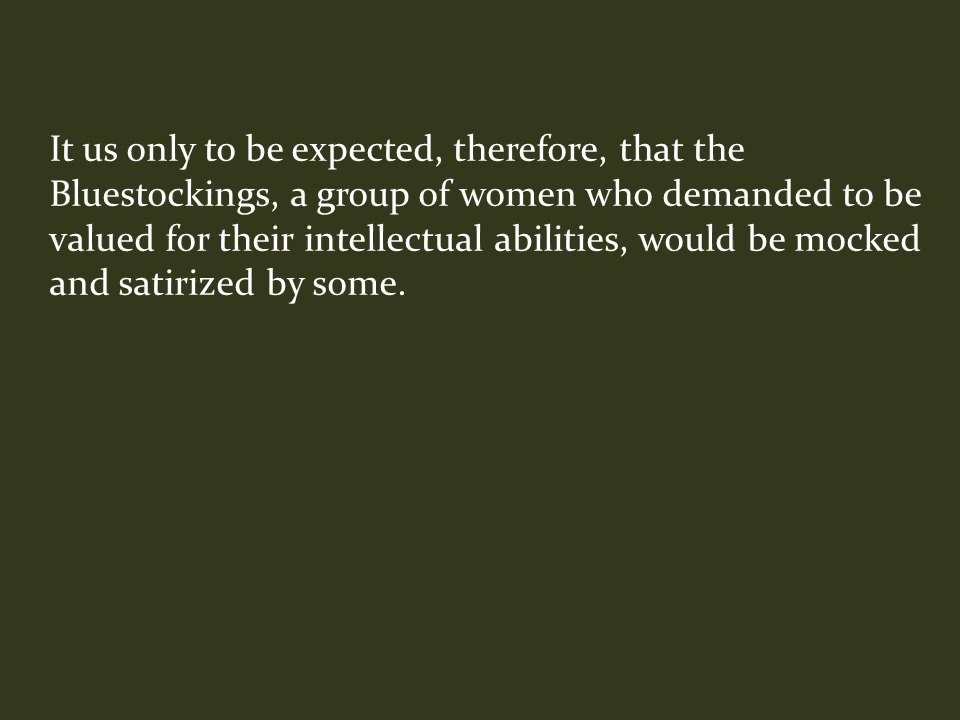 It us only to be expected, therefore, that the
Bluestockings, a group of women who demanded to be
valued for their intellectual abilities, would be mocked
and satirized by some.